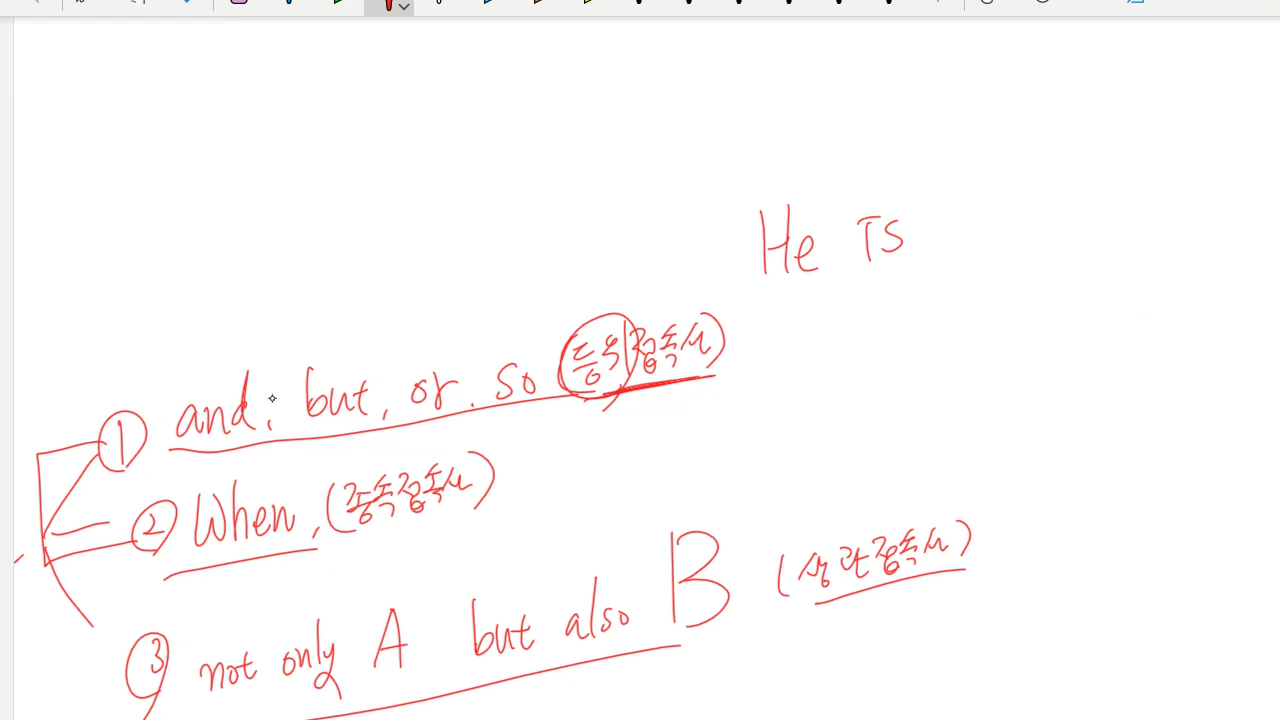 He is
① and, but, or, so (등위접속사)
② When, (종속접속사)
③ not only A but also B (상관접속사)